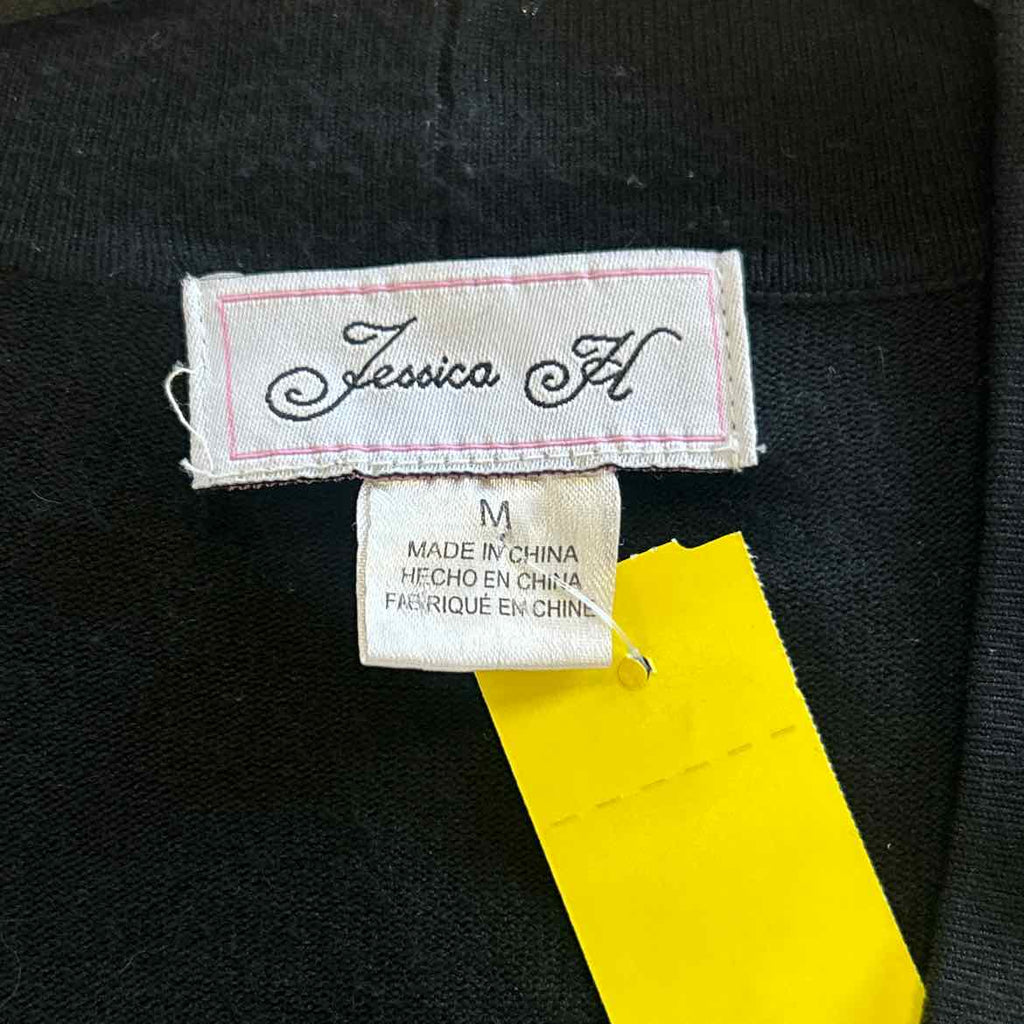 Jessica H
M
MADE IN CHINA
HECHO EN CHINA
FABRIQUÉ EN CHINE